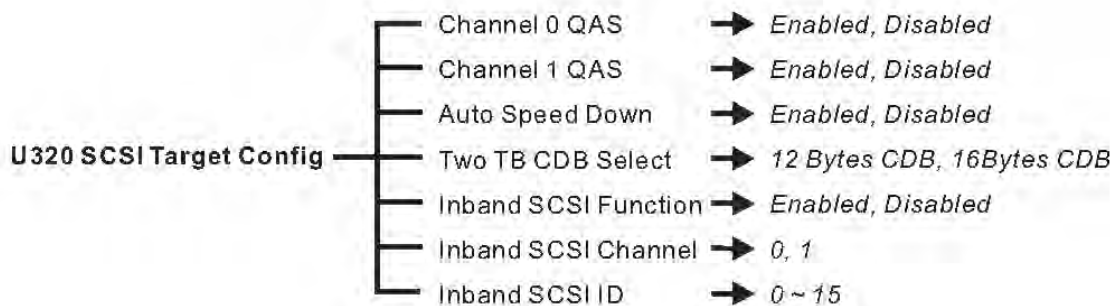 Channel 0 QAS Enabled, Disabled
Channel 1 QAS Enabled, Disabled
Auto Speed Down Enabled, Disabled
U320 SCSI Target Config Two TB CDB Select 12 Bytes CDB, 16Bytes CDB
Inband SCSI Function Enabled, Disabled
Inband SCSI Channel 0, 1
Inband SCSI ID 0 ~ 15